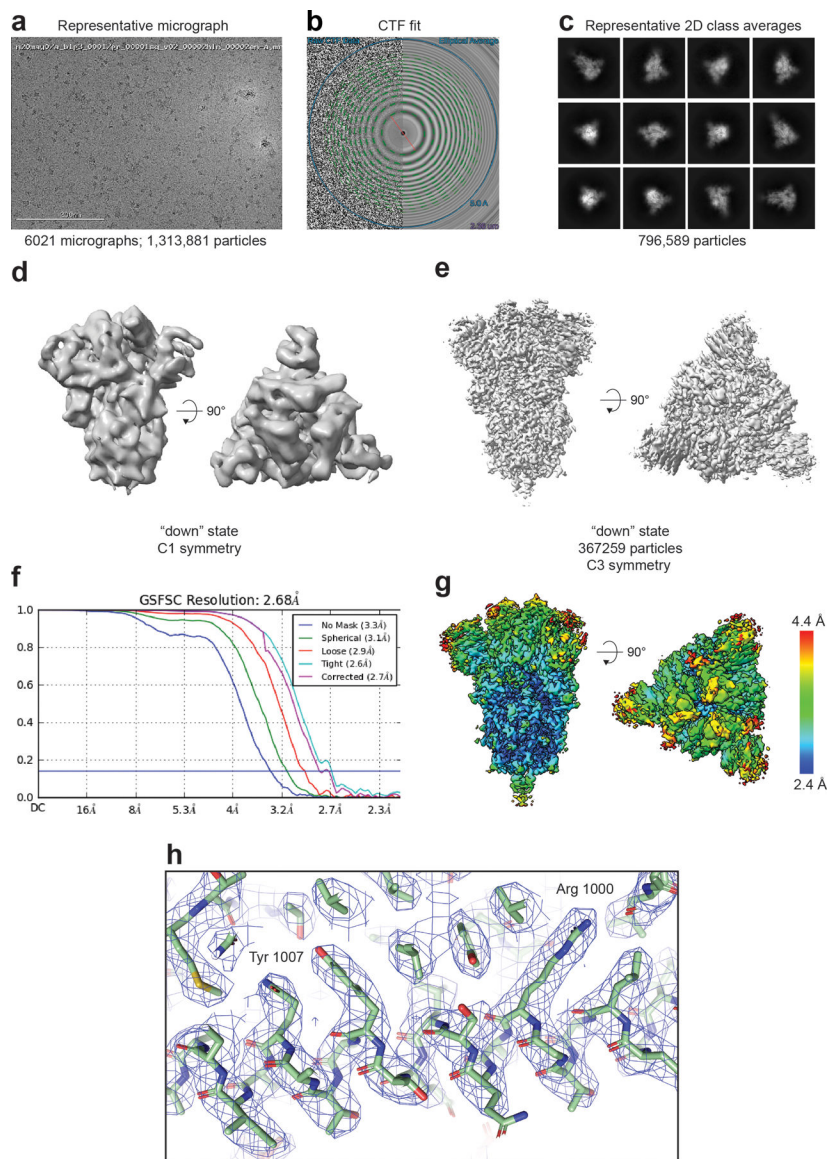 a
Representative micrograph
6021 micrographs; 1,313,881 particles
b
CTF fit
Elliptical Average
c
Representative 2D class averages
796,589 particles
d
90°
"down" state
C1 symmetry
e
90°
"down" state
367259 particles
C3 symmetry
f
GSFSC Resolution: 2.68Å
1.0
0.8
0.6
0.4
0.2
0.0
DC
16Å
8Å
5.3Å
4Å
3.2Å
2.7Å
2.3Å
No Mask (3.3Å)
Spherical (3.1Å)
Loose (2.9Å)
Tight (2.6Å)
Corrected (2.7Å)
g
90°
4.4 Å
2.4 Å
h
Arg 1000
Tyr 1007